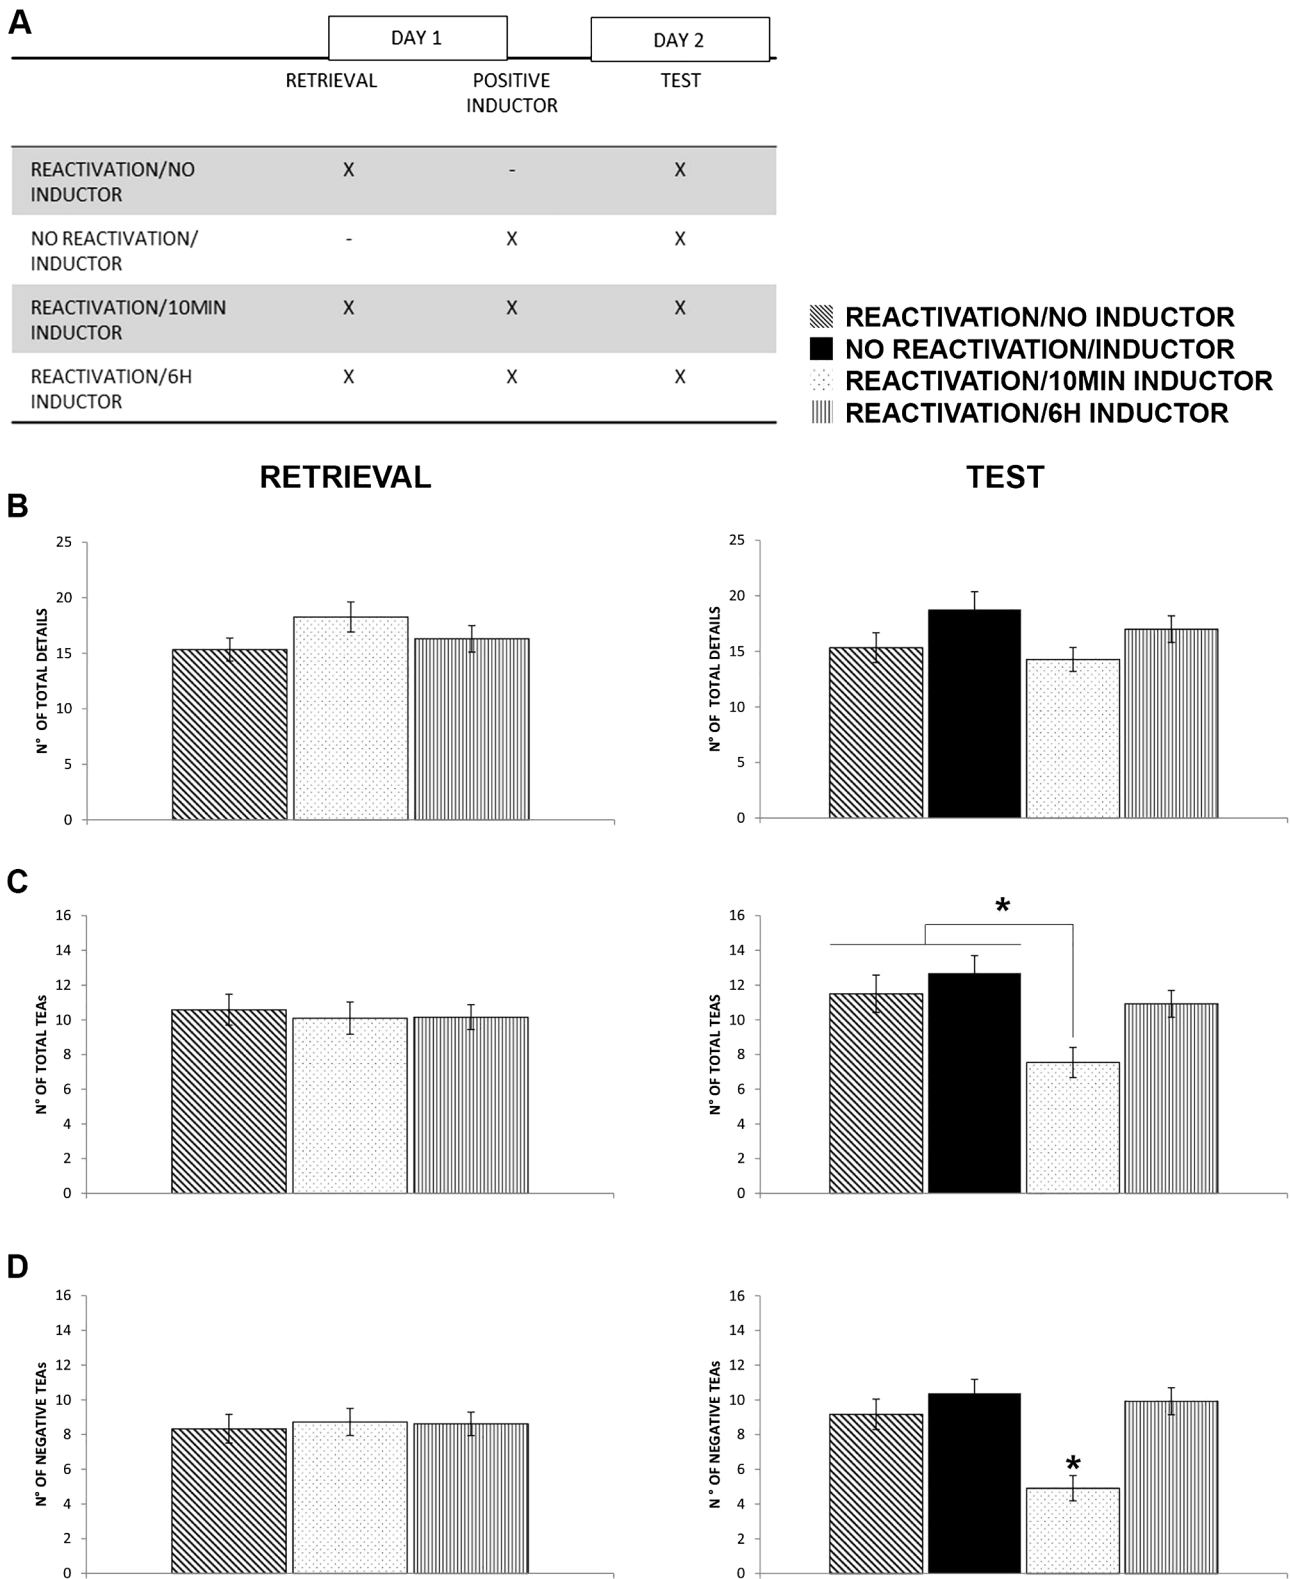 A
DAY 1
DAY 2
RETRIEVAL
POSITIVE
INDUCTOR
TEST
REACTIVATION/NO
INDUCTOR
X
-
X
NO REACTIVATION/
INDUCTOR
-
X
X
REACTIVATION/10MIN
INDUCTOR
X
X
X
REACTIVATION/6H
INDUCTOR
X
X
X
REACTIVATION/NO INDUCTOR
NO REACTIVATION/INDUCTOR
REACTIVATION/10MIN INDUCTOR
REACTIVATION/6H INDUCTOR
RETRIEVAL
TEST
B
N° OF TOTAL DETAILS
25
20
15
10
5
0
N° OF TOTAL DETAILS
25
20
15
10
5
0
C
N° OF TOTAL TEAs
16
14
12
10
8
6
4
2
0
N° OF TOTAL TEAS
16
14
12
10
8
6
4
2
0
*
D
N° OF NEGATIVE TEAs
16
14
12
10
8
6
4
2
0
N ° OF NEGATIVE TEAs
16
14
12
10
8
6
4
2
0
*